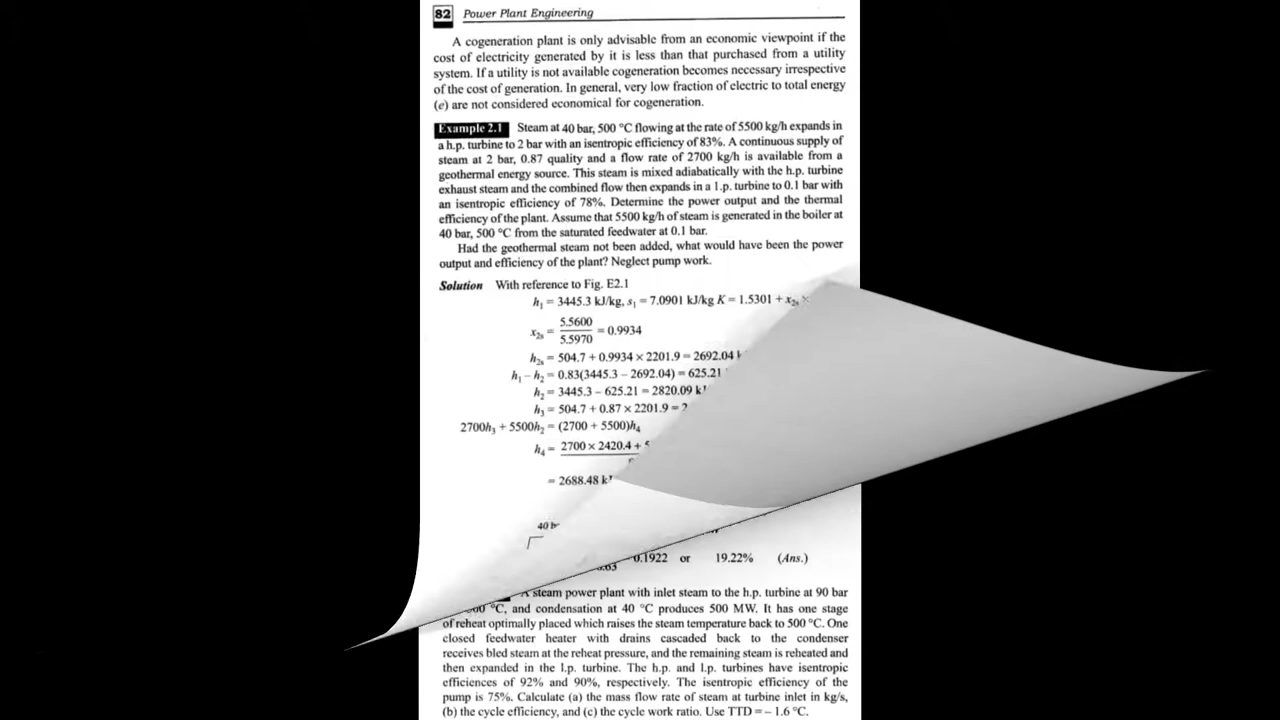 82 Power Plant Engineering
A cogeneration plant is only advisable from an economic viewpoint if the
cost of electricity generated by it is less than that purchased from a utility
system. If a utility is not available cogeneration becomes necessary irrespective
of the cost of generation. In general, very low fraction of electric to total energy
(e) are not considered economical for cogeneration.
Example 2.1 Steam at 40 bar, 500 °C flowing at the rate of 5500 kg/h expands in
a h.p. turbine to 2 bar with an isentropic efficiency of 83%. A continuous supply of
steam at 2 bar, 0.87 quality and a flow rate of 2700 kg/h is available from a
geothermal energy source. This steam is mixed adiabatically with the h.p. turbine
exhaust steam and the combined flow then expands in a l.p. turbine to 0.1 bar with
an isentropic efficiency of 78%. Determine the power output and the thermal
efficiency of the plant. Assume that 5500 kg/h of steam is generated in the boiler at
40 bar, 500 °C from the saturated feedwater at 0.1 bar.
Had the geothermal steam not been added, what would have been the power
output and efficiency of the plant? Neglect pump work.
Solution With reference to Fig. E2.1
h₁ = 3445.3 kJ/kg, s₁ = 7.0901 kJ/kg K = 1.5301 + x₂ₛ ×
x₂ₛ = 5.5600 / 5.5970 = 0.9934
h₂ₛ = 504.7 + 0.9934 × 2201.9 = 2692.04
h₁ – h₂ = 0.83(3445.3 – 2692.04) = 625.21
h₂ = 3445.3 – 625.21 = 2820.09
h₃ = 504.7 + 0.87 × 2201.9 =
2700h₃ + 5500h₂ = (2700 + 5500)h₄
h₄ = 2700 × 2420.4 +
= 2688.48
40
0.1922 or 19.22% (Ans.)
steam power plant with inlet steam to the h.p. turbine at 90 bar
°C, and condensation at 40 °C produces 500 MW. It has one stage
of reheat optimally placed which raises the steam temperature back to 500 °C. One
closed feedwater heater with drains cascaded back to the condenser
receives bled steam at the reheat pressure, and the remaining steam is reheated and
then expanded in the l.p. turbine. The h.p. and l.p. turbines have isentropic
efficiences of 92% and 90%, respectively. The isentropic efficiency of the
pump is 75%. Calculate (a) the mass flow rate of steam at turbine inlet in kg/s,
(b) the cycle efficiency, and (c) the cycle work ratio. Use TTD = – 1.6 °C.